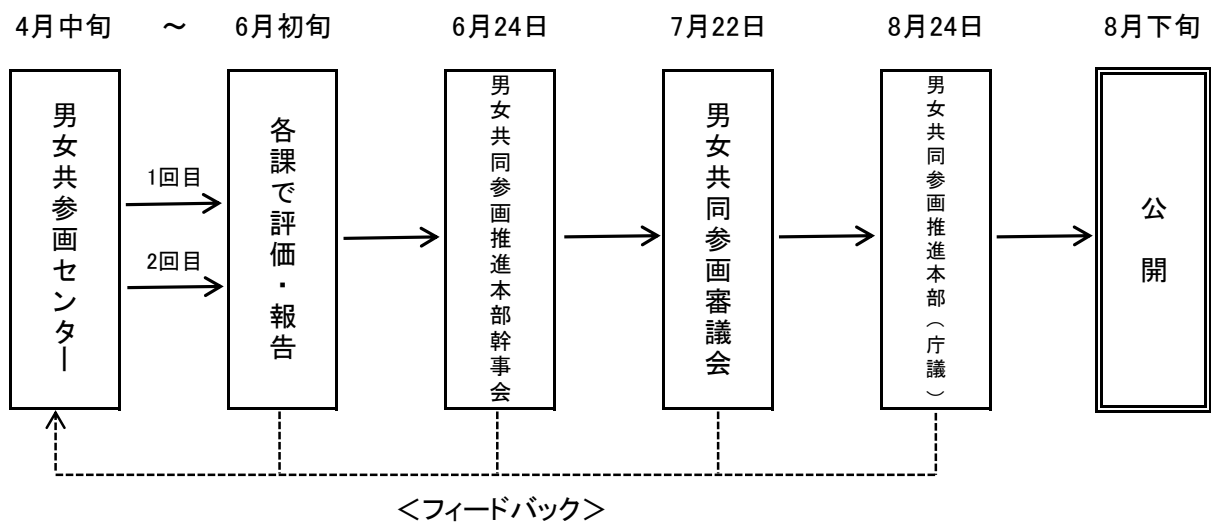 4月中旬 ～ 6月初旬 6月24日 7月22日 8月24日 8月下旬
男女共参画センター
1回目
2回目
各課で評価・報告
男女共同参画推進本部幹事会
男女共同参画審議会
男女共同参画推進本部（庁議）
公開
＜フィードバック＞